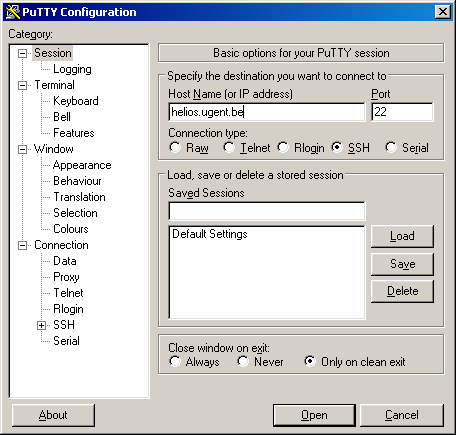 PuTTY Configuration
Category:
Session
Logging
Terminal
Keyboard
Bell
Features
Window
Appearance
Behaviour
Translation
Selection
Colours
Connection
Data
Proxy
Telnet
Rlogin
SSH
Serial
Basic options for your PuTTY session
Specify the destination you want to connect to
Host Name (or IP address) Port
helios.ugent.be 22
Connection type:
Raw Telnet Rlogin SSH Serial
Load, save or delete a stored session
Saved Sessions
Default Settings
Load
Save
Delete
Close window on exit:
Always Never Only on clean exit
About Open Cancel